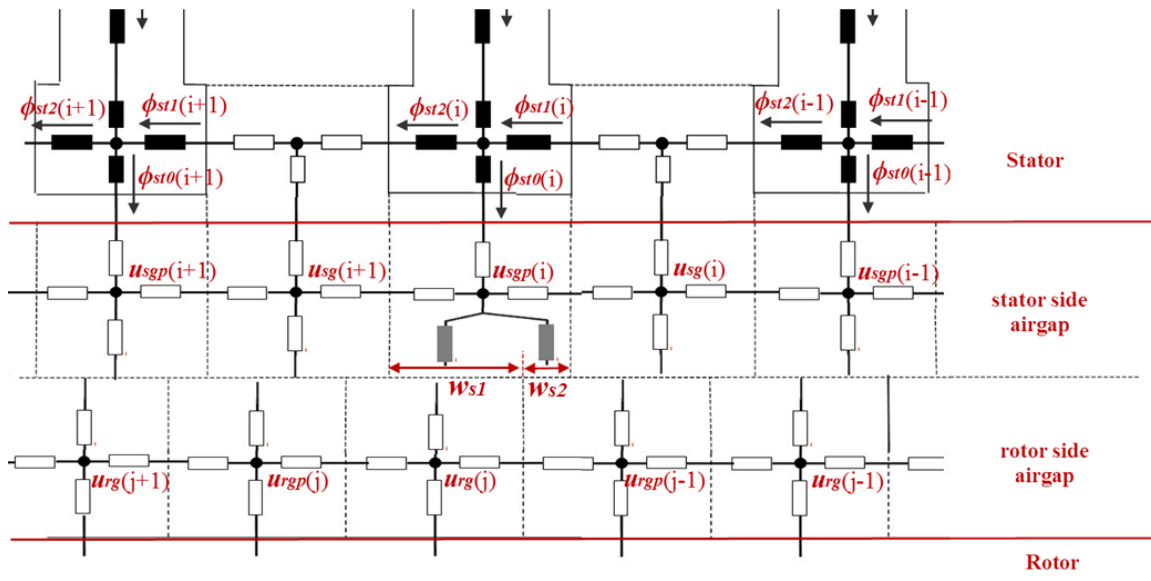 ϕst2(i+1) ϕst1(i+1) ϕst2(i) ϕst1(i) ϕst2(i-1) ϕst1(i-1)
Stator
ϕst0(i+1) ϕst0(i) ϕst0(i-1)
usgp(i+1) usg(i+1) usgp(i) usg(i) usgp(i-1)
stator side
airgap
ws1 ws2
rotor side
airgap
urg(j+1) urgp(j) urg(j) urgp(j-1) urg(j-1)
Rotor